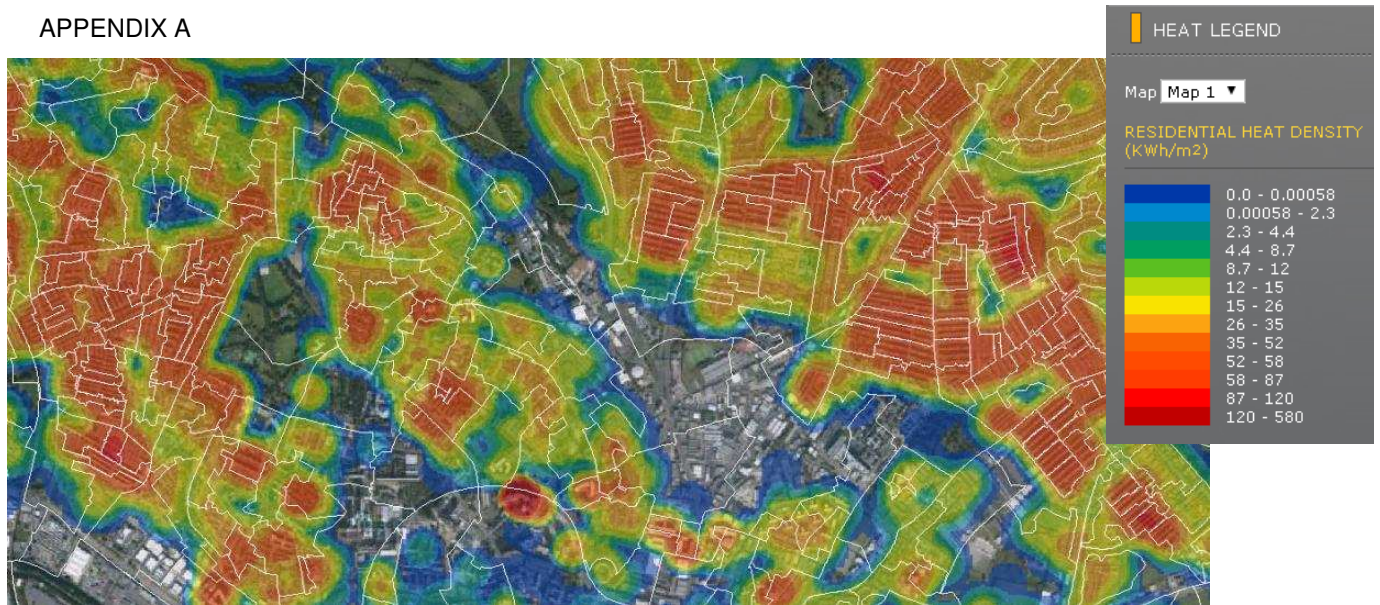 APPENDIX A
HEAT LEGEND
Map Map 1 ▼
RESIDENTIAL HEAT DENSITY
(KWh/m2)
0.0 - 0.00058
0.00058 - 2.3
2.3 - 4.4
4.4 - 8.7
8.7 - 12
12 - 15
15 - 26
26 - 35
35 - 52
52 - 58
58 - 87
87 - 120
120 - 580